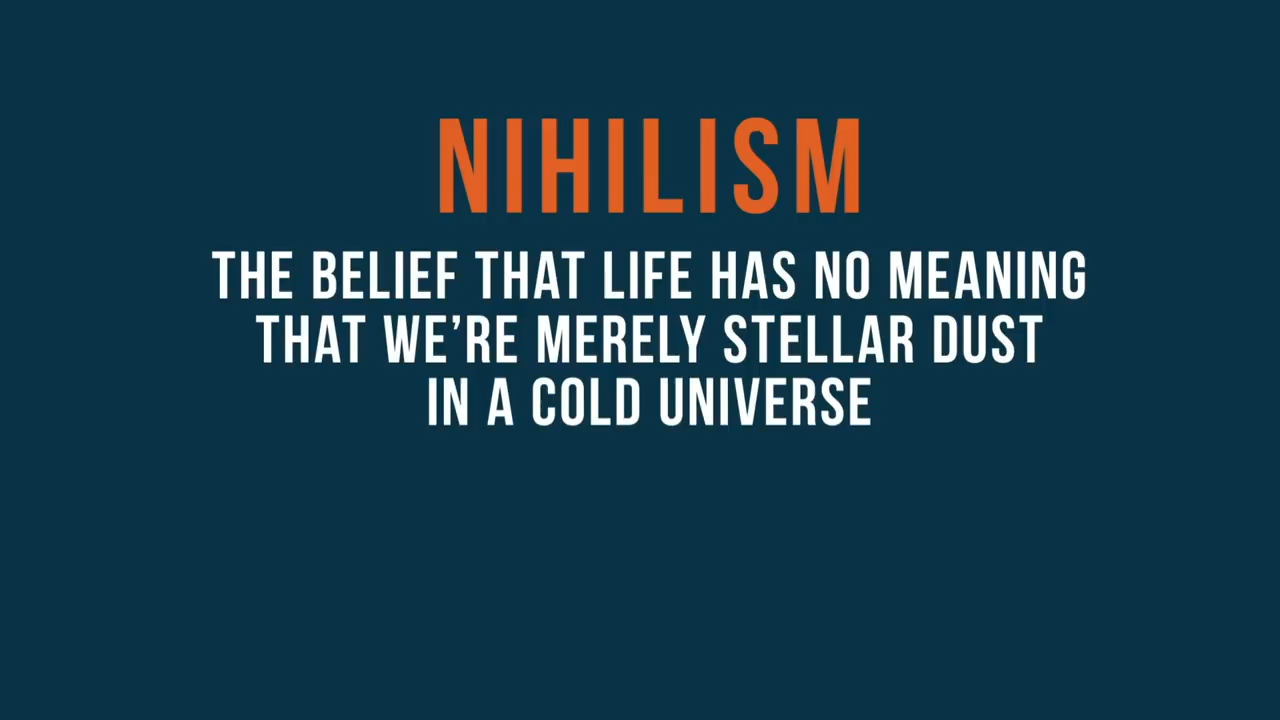 NIHILISM
THE BELIEF THAT LIFE HAS NO MEANING
THAT WE’RE MERELY STELLAR DUST
IN A COLD UNIVERSE